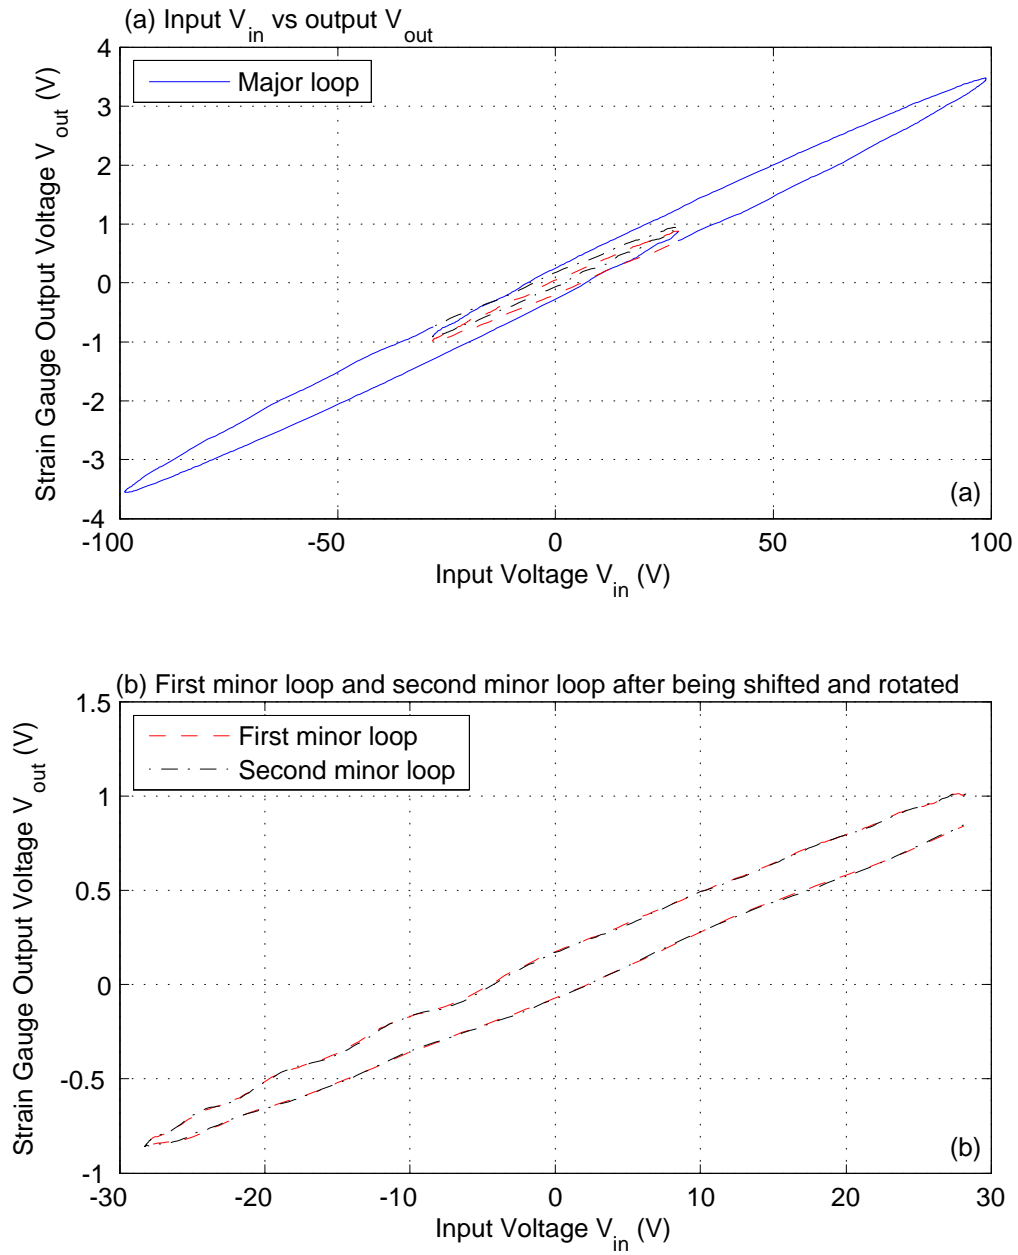 (a) Input V_in vs output V_out
Strain Gauge Output Voltage V_out (V)
4
3
2
1
0
-1
-2
-3
-4
Major loop
(a)
-100
-50
0
50
100
Input Voltage V_in (V)
(b) First minor loop and second minor loop after being shifted and rotated
Strain Gauge Output Voltage V_out (V)
1.5
1
0.5
0
-0.5
-1
First minor loop
Second minor loop
(b)
-30
-20
-10
0
10
20
30
Input Voltage V_in (V)